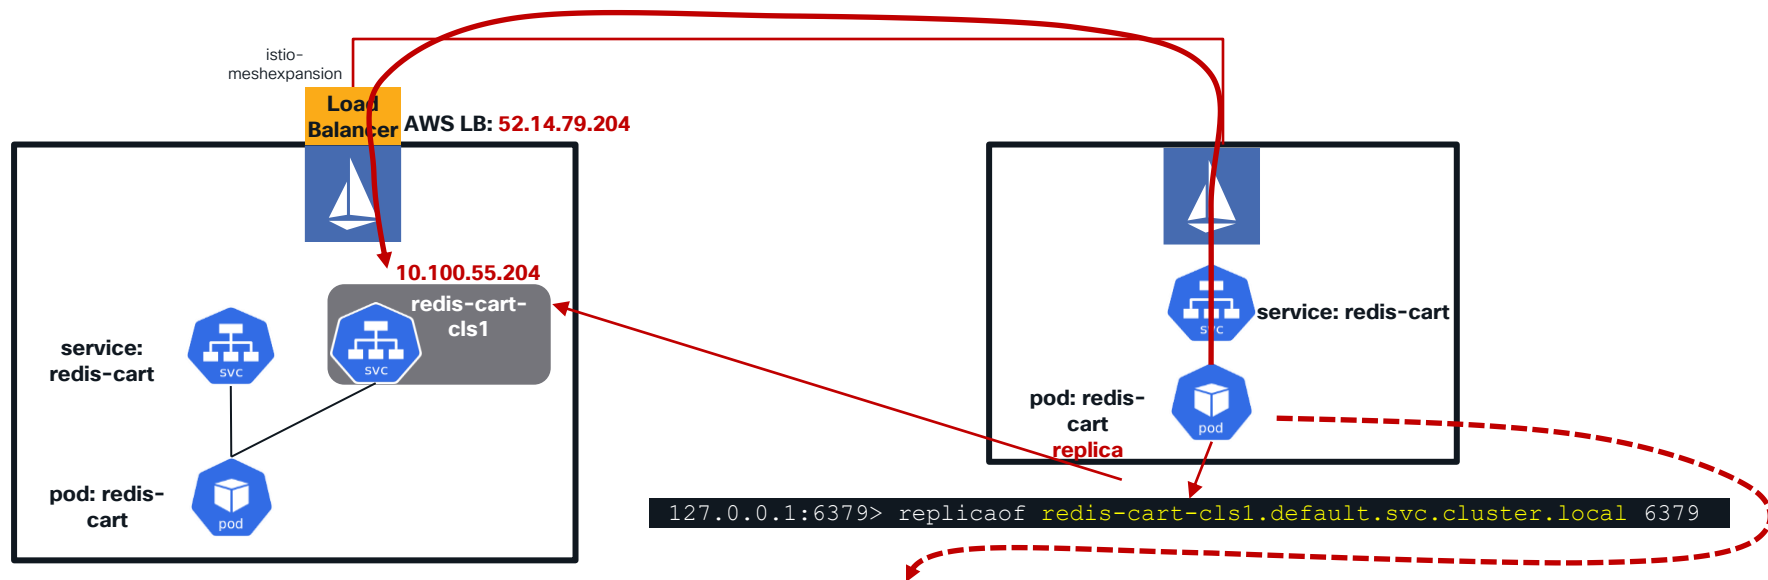 istio-
meshexpansion
Load
Balancer
AWS LB: 52.14.79.204
10.100.55.204
redis-cart-
cls1
svc
service:
redis-cart
svc
pod: redis-
cart
pod
svc
service: redis-cart
pod: redis-
cart
replica
pod
127.0.0.1:6379> replicaof redis-cart-cls1.default.svc.cluster.local 6379